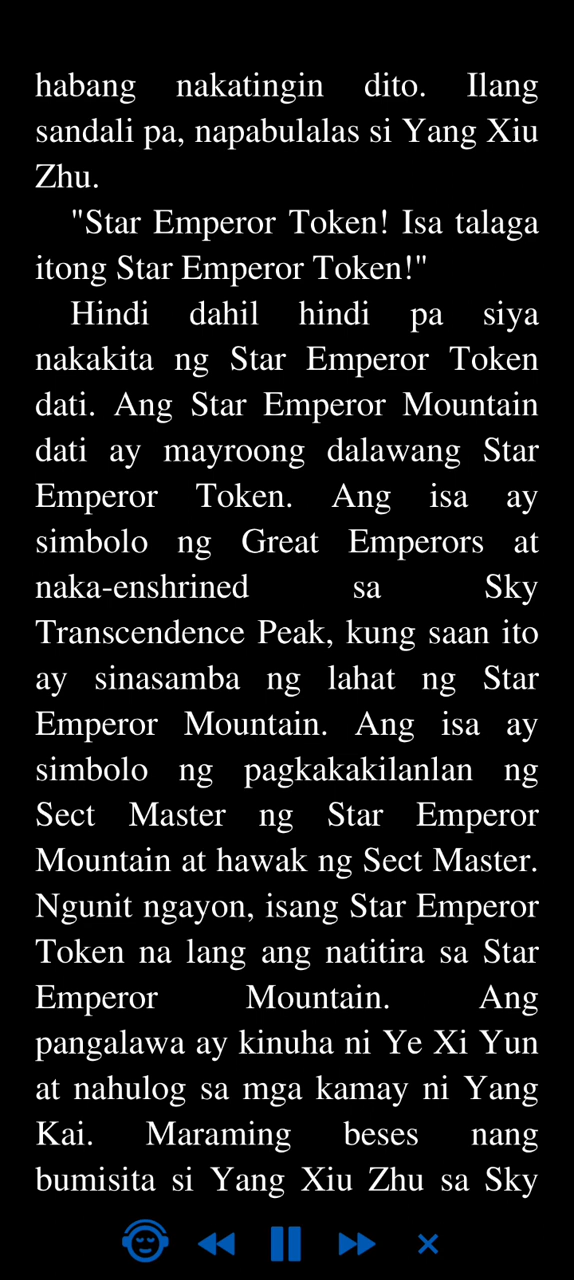 habang nakatingin dito. Ilang
sandali pa, napabulalas si Yang Xiu
Zhu.
"Star Emperor Token! Isa talaga
itong Star Emperor Token!"
Hindi dahil hindi pa siya
nakakita ng Star Emperor Token
dati. Ang Star Emperor Mountain
dati ay mayroong dalawang Star
Emperor Token. Ang isa ay
simbolo ng Great Emperors at
naka-enshrined sa Sky
Transcendence Peak, kung saan ito
ay sinasamba ng lahat ng Star
Emperor Mountain. Ang isa ay
simbolo ng pagkakakilanlan ng
Sect Master ng Star Emperor
Mountain at hawak ng Sect Master.
Ngunit ngayon, isang Star Emperor
Token na lang ang natitira sa Star
Emperor Mountain. Ang
pangalawa ay kinuha ni Ye Xi Yun
at nahulog sa mga kamay ni Yang
Kai. Maraming beses nang
bumisita si Yang Xiu Zhu sa Sky